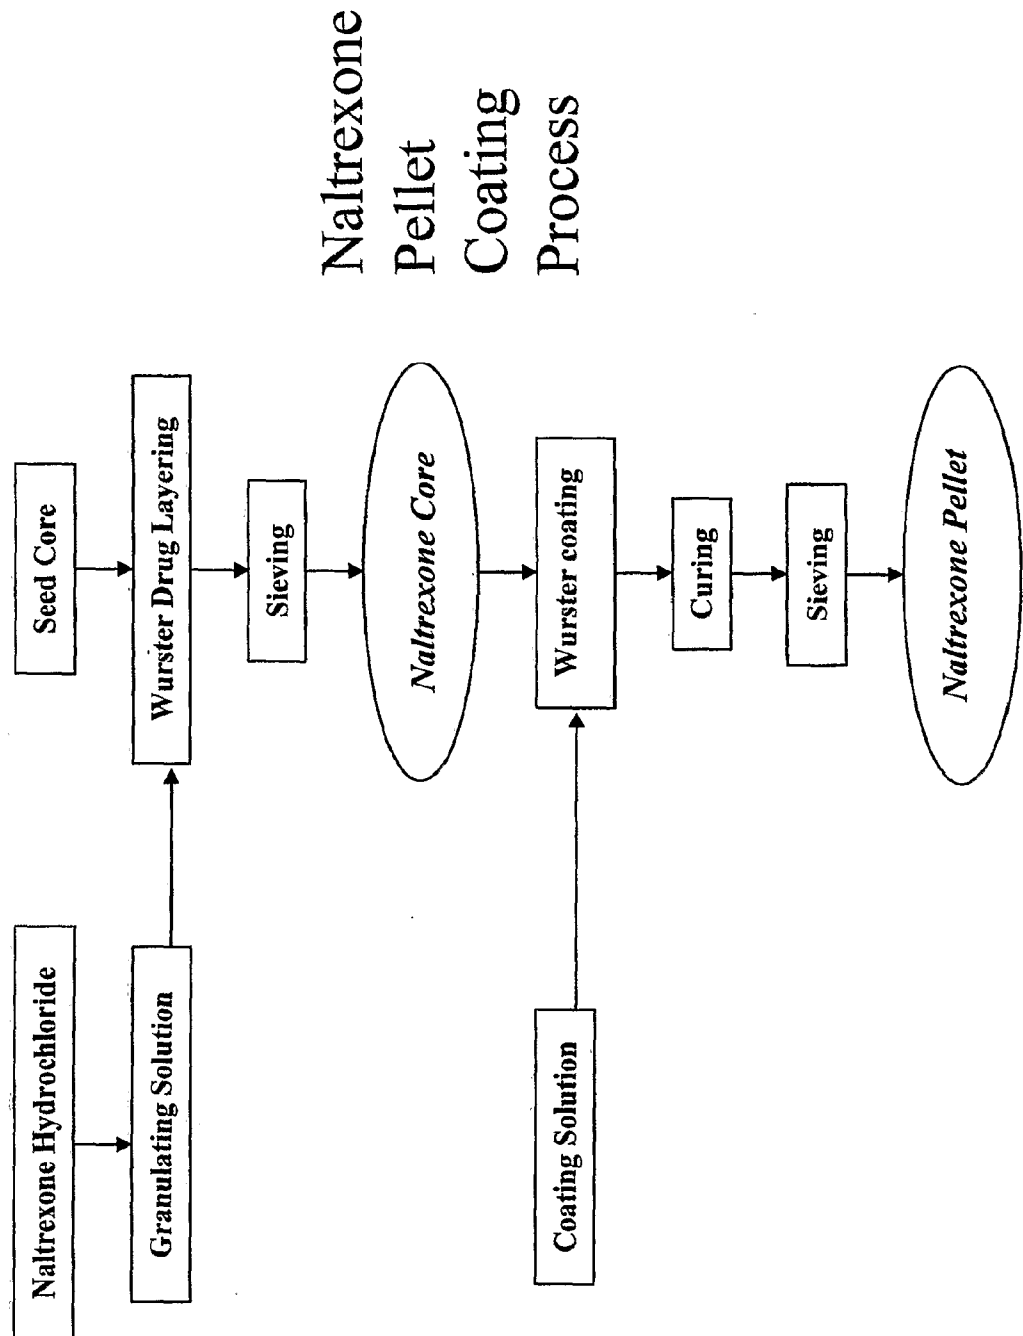 Naltrexone Hydrochloride
Seed Core
Granulating Solution
Wurster Drug Layering
Sieving
Naltrexone Core
Naltrexone
Pellet
Coating
Process
Coating Solution
Wurster coating
Curing
Sieving
Naltrexone Pellet